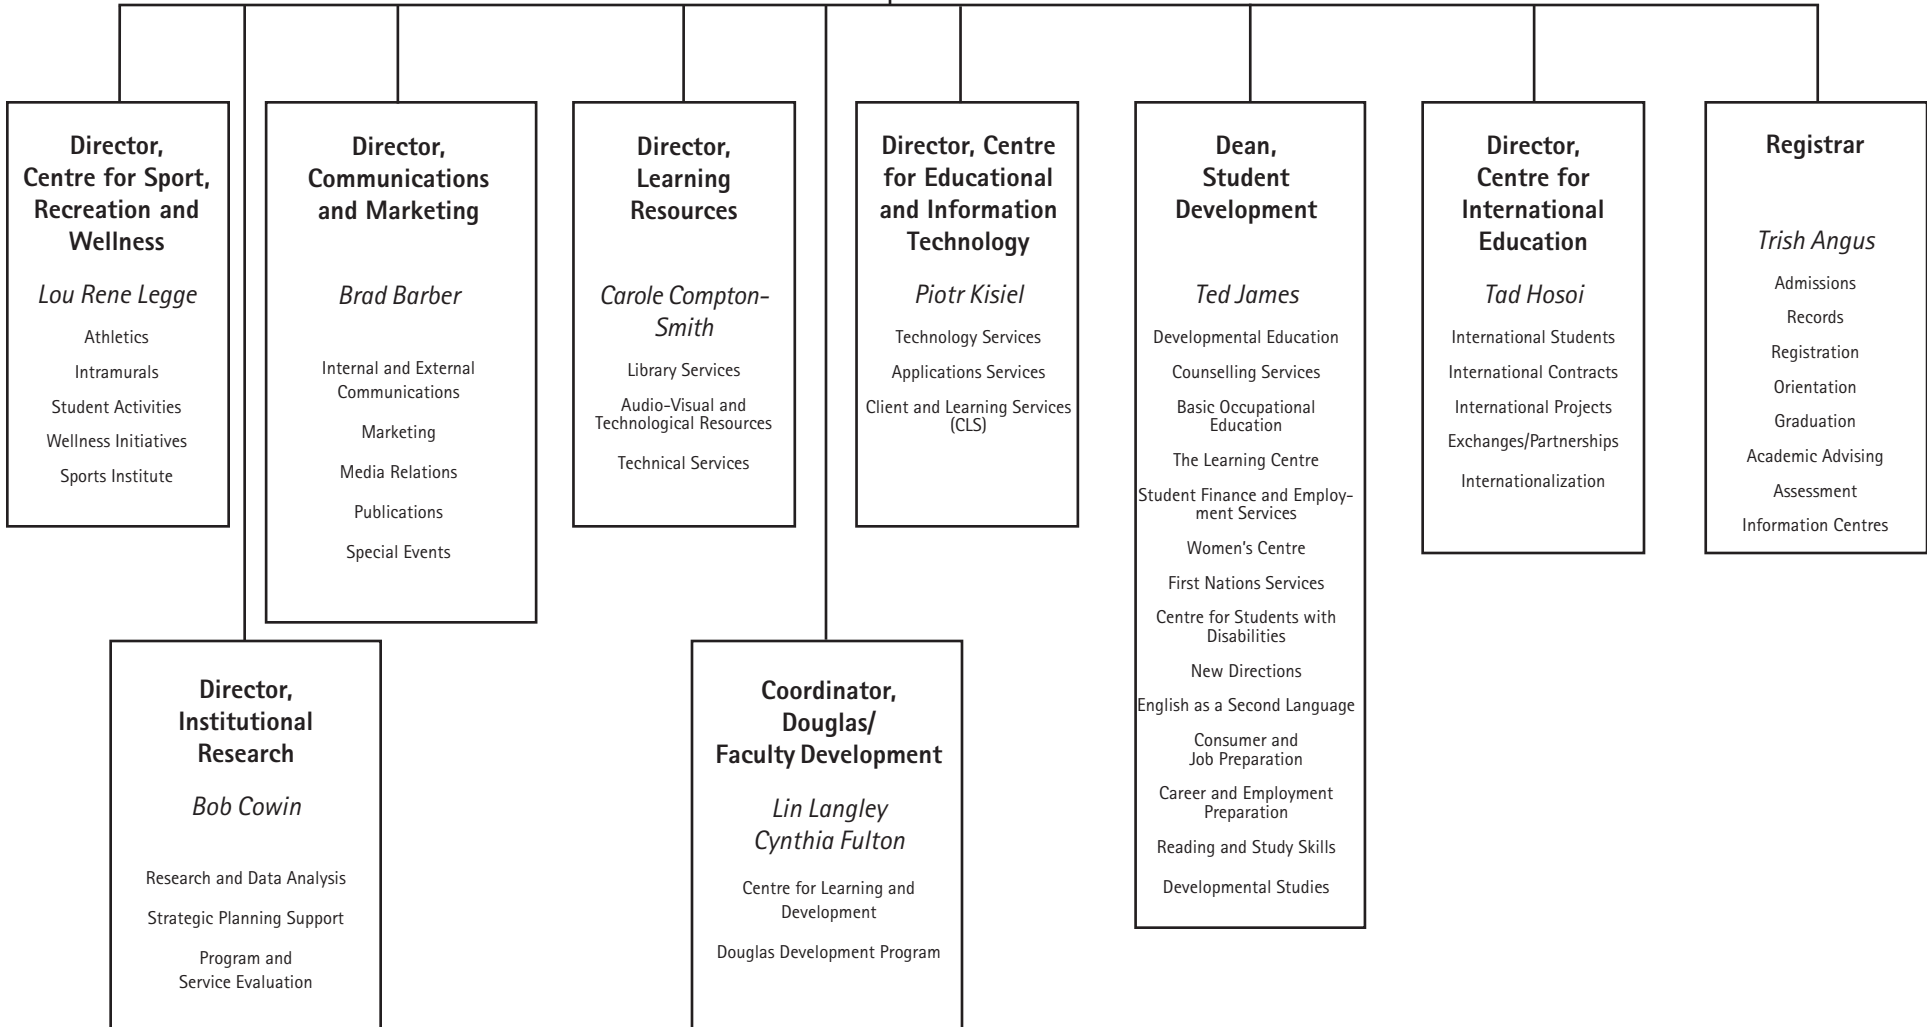 Director,
Centre for Sport,
Recreation and
Wellness
Lou Rene Legge
Athletics
Intramurals
Student Activities
Wellness Initiatives
Sports Institute
Director,
Communications
and Marketing
Brad Barber
Internal and External
Communications
Marketing
Media Relations
Publications
Special Events
Director,
Learning
Resources
Carole Compton-
Smith
Library Services
Audio-Visual and
Technological Resources
Technical Services
Director, Centre
for Educational
and Information
Technology
Piotr Kisiel
Technology Services
Applications Services
Client and Learning Services
(CLS)
Dean,
Student
Development
Ted James
Developmental Education
Counselling Services
Basic Occupational
Education
The Learning Centre
Student Finance and Employ-
ment Services
Women's Centre
First Nations Services
Centre for Students with
Disabilities
New Directions
English as a Second Language
Consumer and
Job Preparation
Career and Employment
Preparation
Reading and Study Skills
Developmental Studies
Director,
Centre for
International
Education
Tad Hosoi
International Students
International Contracts
International Projects
Exchanges/Partnerships
Internationalization
Registrar
Trish Angus
Admissions
Records
Registration
Orientation
Graduation
Academic Advising
Assessment
Information Centres
Director,
Institutional
Research
Bob Cowin
Research and Data Analysis
Strategic Planning Support
Program and
Service Evaluation
Coordinator,
Douglas/
Faculty Development
Lin Langley
Cynthia Fulton
Centre for Learning and
Development
Douglas Development Program